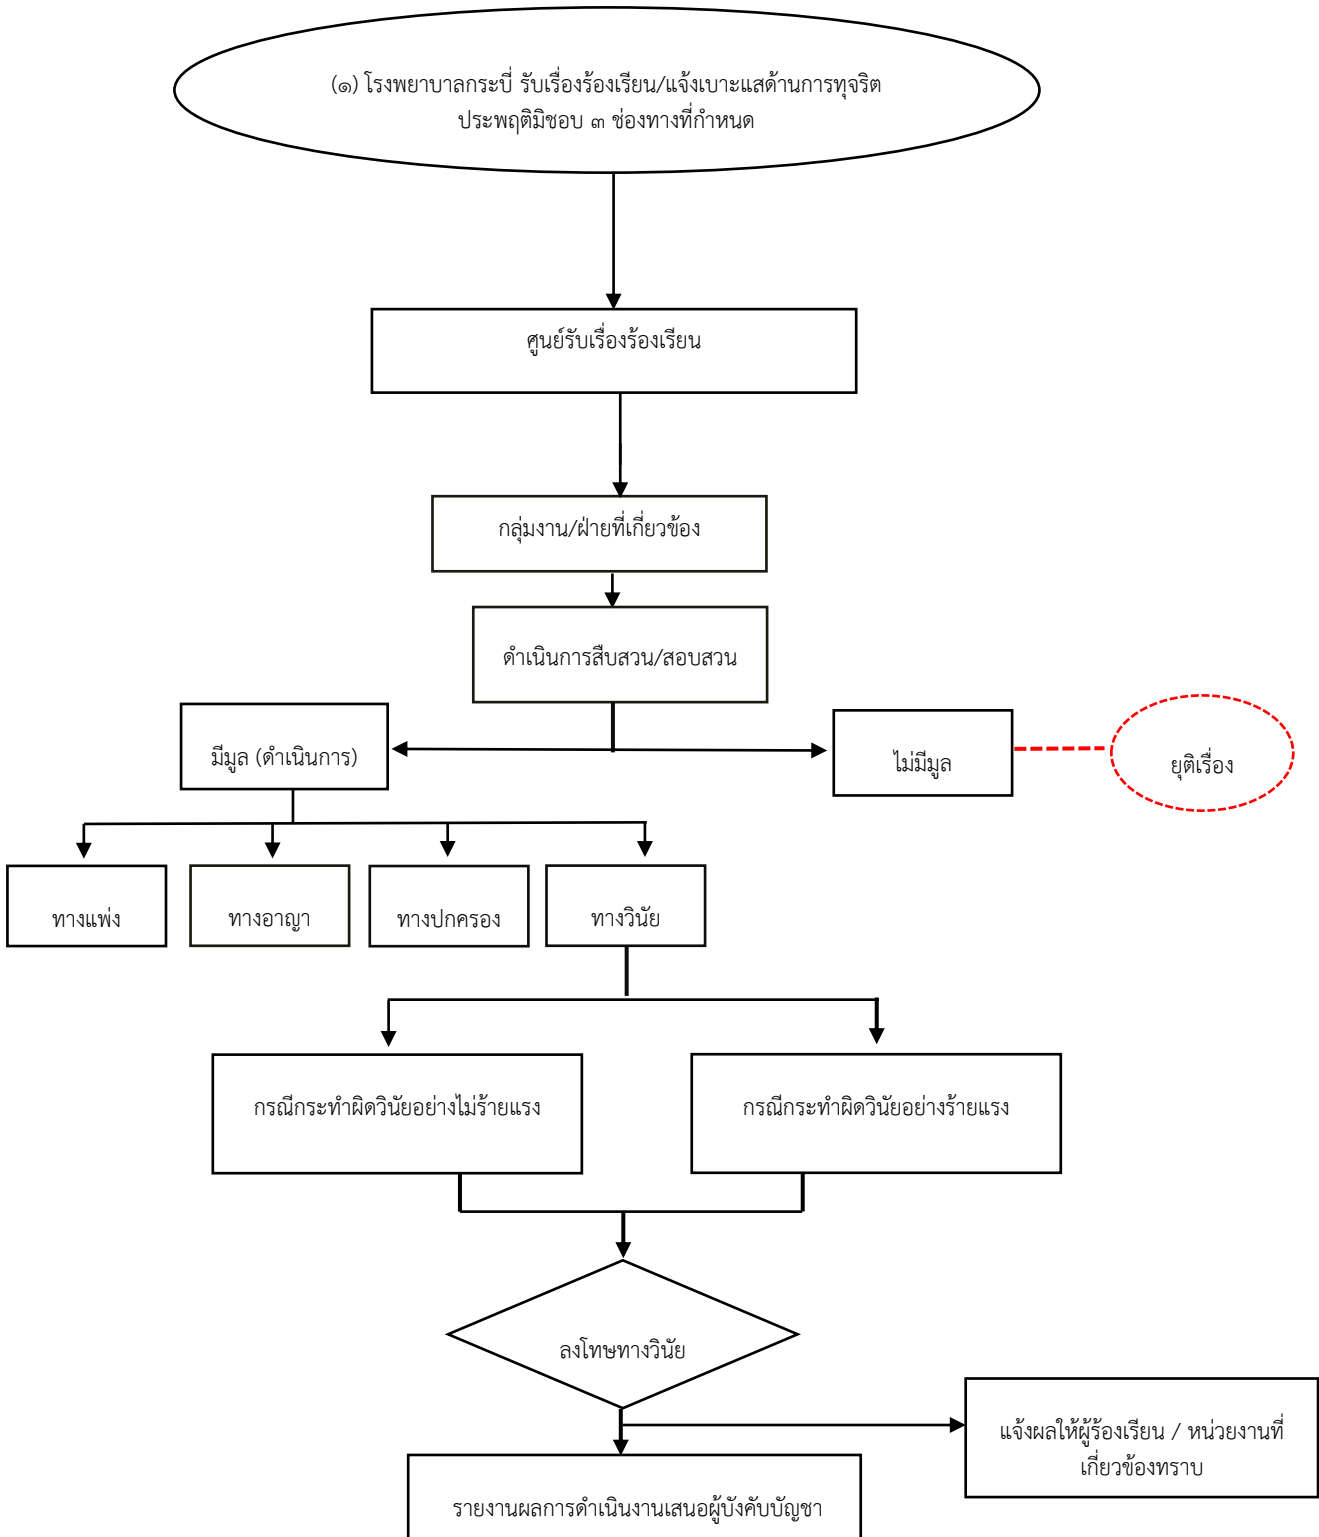 (๑) โรงพยาบาลกระบี่ รับเรื่องร้องเรียน/แจ้งเบาะแสด้านการทุจริต
ประพฤติมิชอบ ๓ ช่องทางที่กำหนด
ศูนย์รับเรื่องร้องเรียน
กลุ่มงาน/ฝ่ายที่เกี่ยวข้อง
ดำเนินการสืบสวน/สอบสวน
มีมูล (ดำเนินการ)
ไม่มีมูล
ยุติเรื่อง
ทางแพ่ง
ทางอาญา
ทางปกครอง
ทางวินัย
กรณีกระทำผิดวินัยอย่างไม่ร้ายแรง
กรณีกระทำผิดวินัยอย่างร้ายแรง
ลงโทษทางวินัย
แจ้งผลให้ผู้ร้องเรียน / หน่วยงานที่
เกี่ยวข้องทราบ
รายงานผลการดำเนินงานเสนอผู้บังคับบัญชา